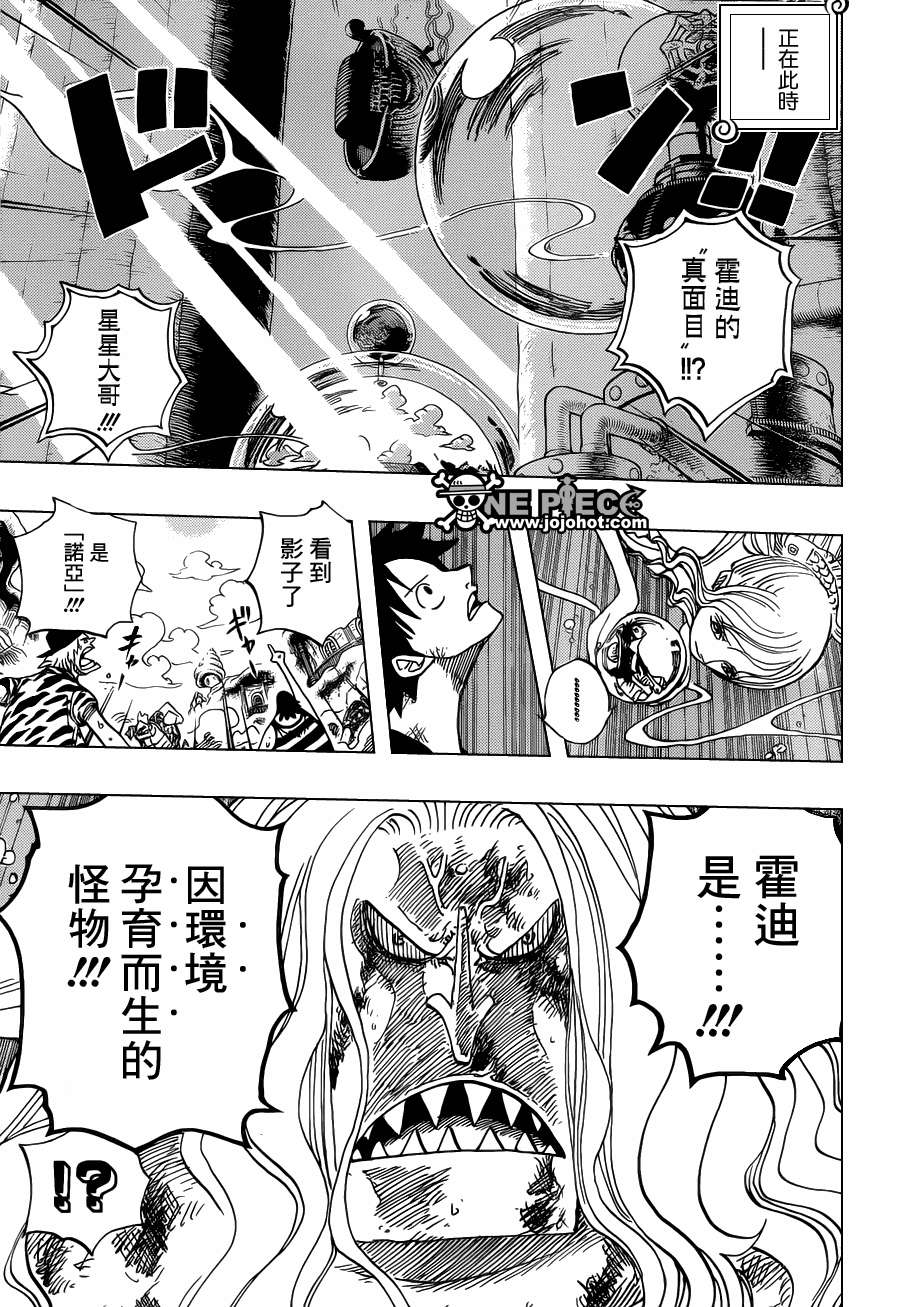 正在此時
——
ドン!!
霍迪的
"真面目"!!?
星星大哥!!!
ONE PIECE
www.jojohot.com
………
看到
影子了
是
「諾亞」!!!
ギャ
ギャ
霍迪
是……!!!
因環境
孕育而生的
怪物!!!
!?